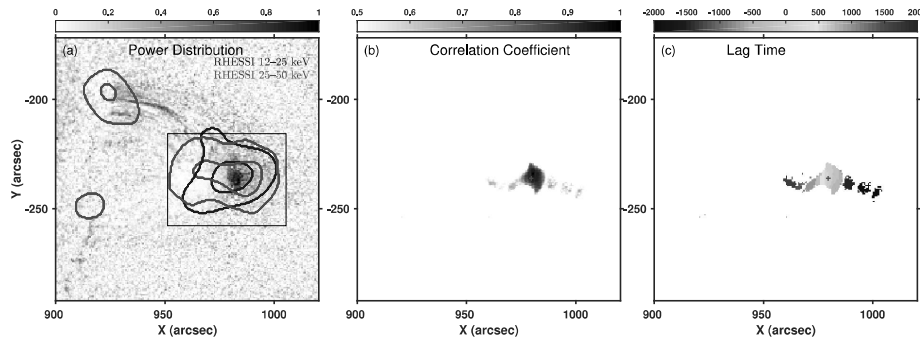 0 0.2 0.4 0.6 0.8 1
0.5 0.6 0.7 0.8 0.9 1
-2000 -1500 -1000 -500 0 500 1000 1500 200
(a) Power Distribution
RHESSI 12–25 keV
RHESSI 25–50 keV
(b) Correlation Coefficient
(c) Lag Time
-200
-250
Y (arcsec)
-200
-250
-200
-250
900 950 1000
X (arcsec)
900 950 1000
X (arcsec)
900 950 1000
X (arcsec)